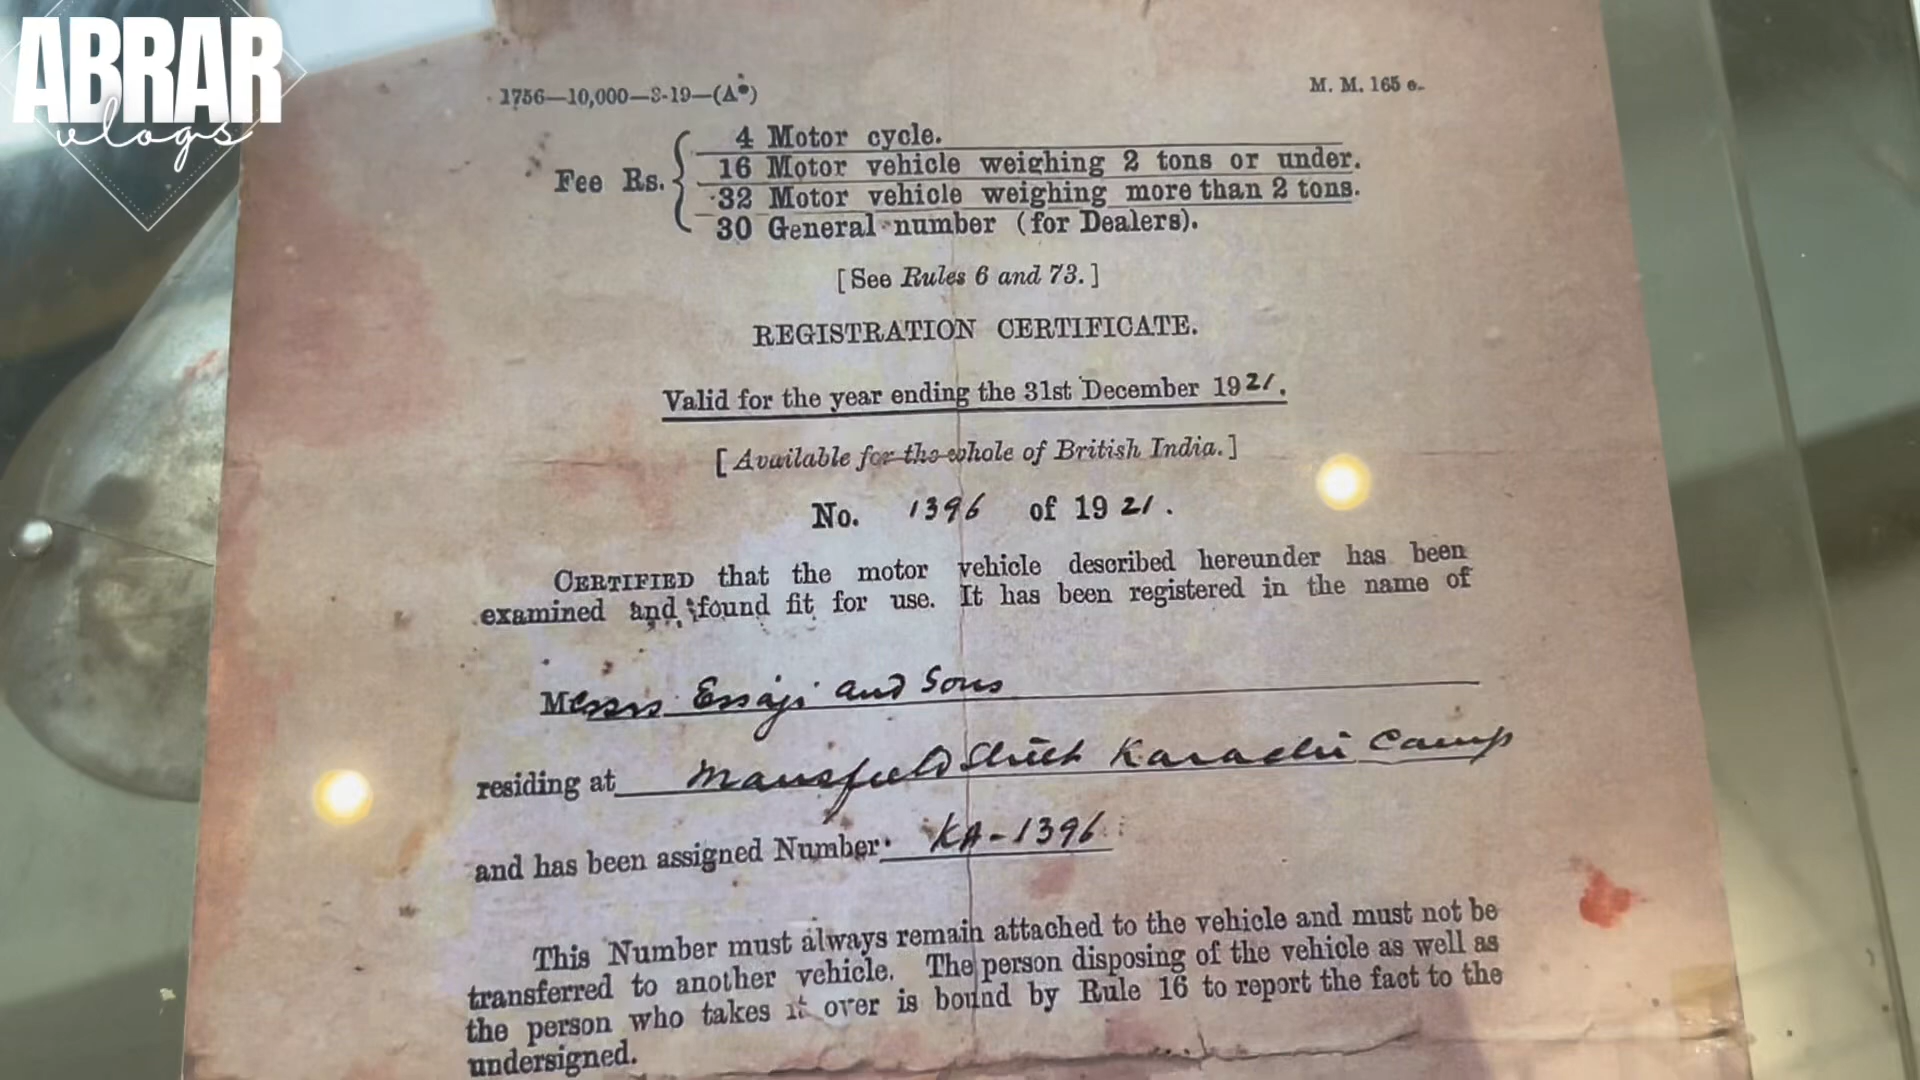 ABRAR
vlogs
1756—10,000—8-19—(A*)
M. M. 165 e.
Fee Rs.
4 Motor cycle.
16 Motor vehicle weighing 2 tons or under.
32 Motor vehicle weighing more than 2 tons.
30 General number (for Dealers).
[See Rules 6 and 73.]
REGISTRATION CERTIFICATE.
Valid for the year ending the 31st December 1921.
[Available for the whole of British India.]
No. 1396 of 1921.
CERTIFIED that the motor vehicle described hereunder has been
examined and found fit for use. It has been registered in the name of
Messrs Essaji and Sons
residing at Mansfield Street Karachi Camp
and has been assigned Number KA-1396
This Number must always remain attached to the vehicle and must not be
transferred to another vehicle. The person disposing of the vehicle as well as
the person who takes it over is bound by Rule 16 to report the fact to the
undersigned.